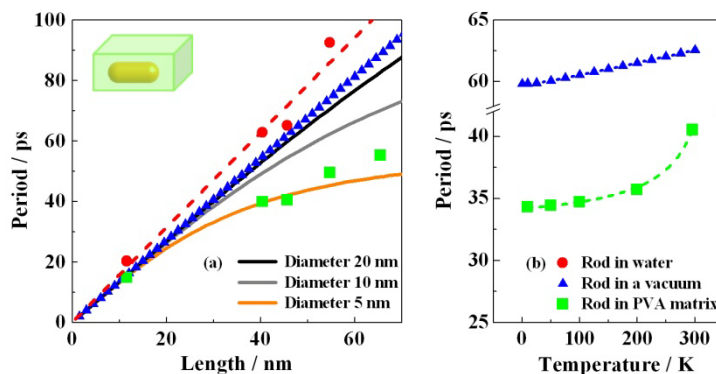 100
80
60
40
20
0
Period / ps
0
20
40
60
Length / nm
(a)
Diameter 20 nm
Diameter 10 nm
Diameter 5 nm
60
40
35
30
25
Period / ps
0
100
200
300
Temperature / K
(b)
Rod in water
Rod in a vacuum
Rod in PVA matrix